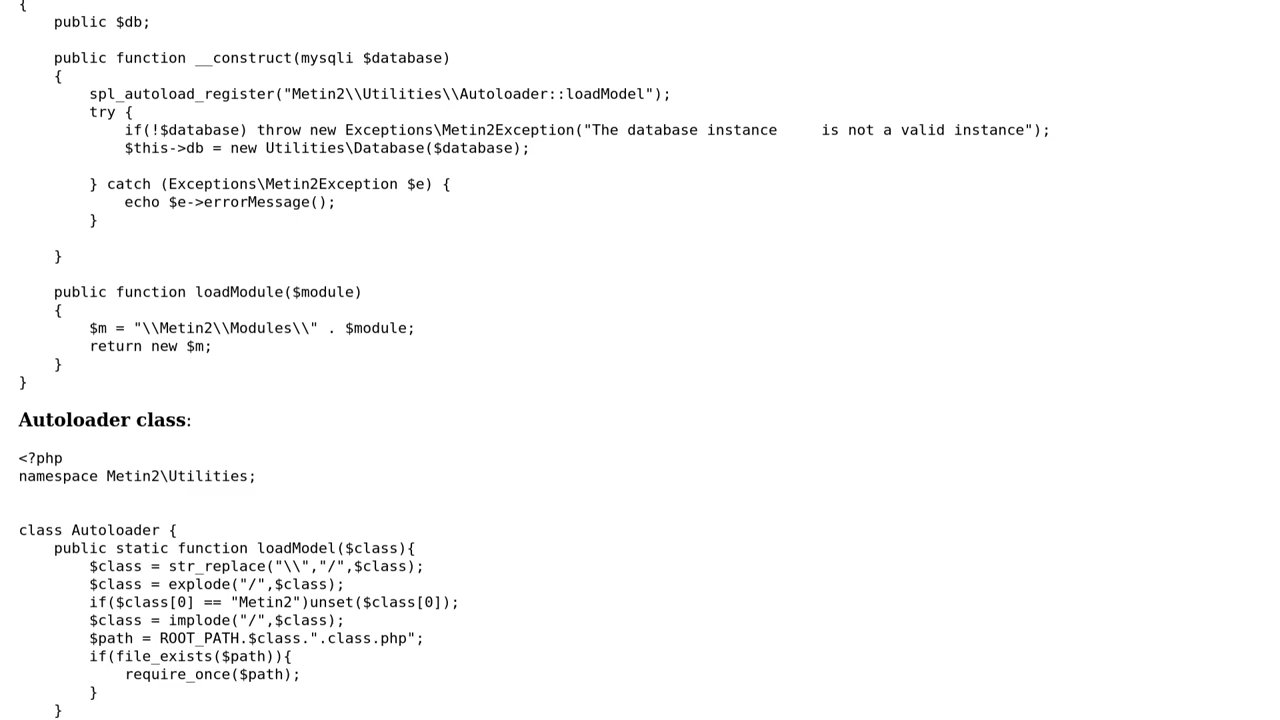 {
    public $db;

    public function __construct(mysqli $database)
    {
        spl_autoload_register("Metin2\\Utilities\\Autoloader::loadModel");
        try {
            if(!$database) throw new Exceptions\Metin2Exception("The database instance     is not a valid instance");
            $this->db = new Utilities\Database($database);

        } catch (Exceptions\Metin2Exception $e) {
            echo $e->errorMessage();
        }

    }

    public function loadModule($module)
    {
        $m = "\\Metin2\\Modules\\" . $module;
        return new $m;
    }
}
Autoloader class:
<?php
namespace Metin2\Utilities;


class Autoloader {
    public static function loadModel($class){
        $class = str_replace("\\","/",$class);
        $class = explode("/",$class);
        if($class[0] == "Metin2")unset($class[0]);
        $class = implode("/",$class);
        $path = ROOT_PATH.$class.".class.php";
        if(file_exists($path)){
            require_once($path);
        }
    }